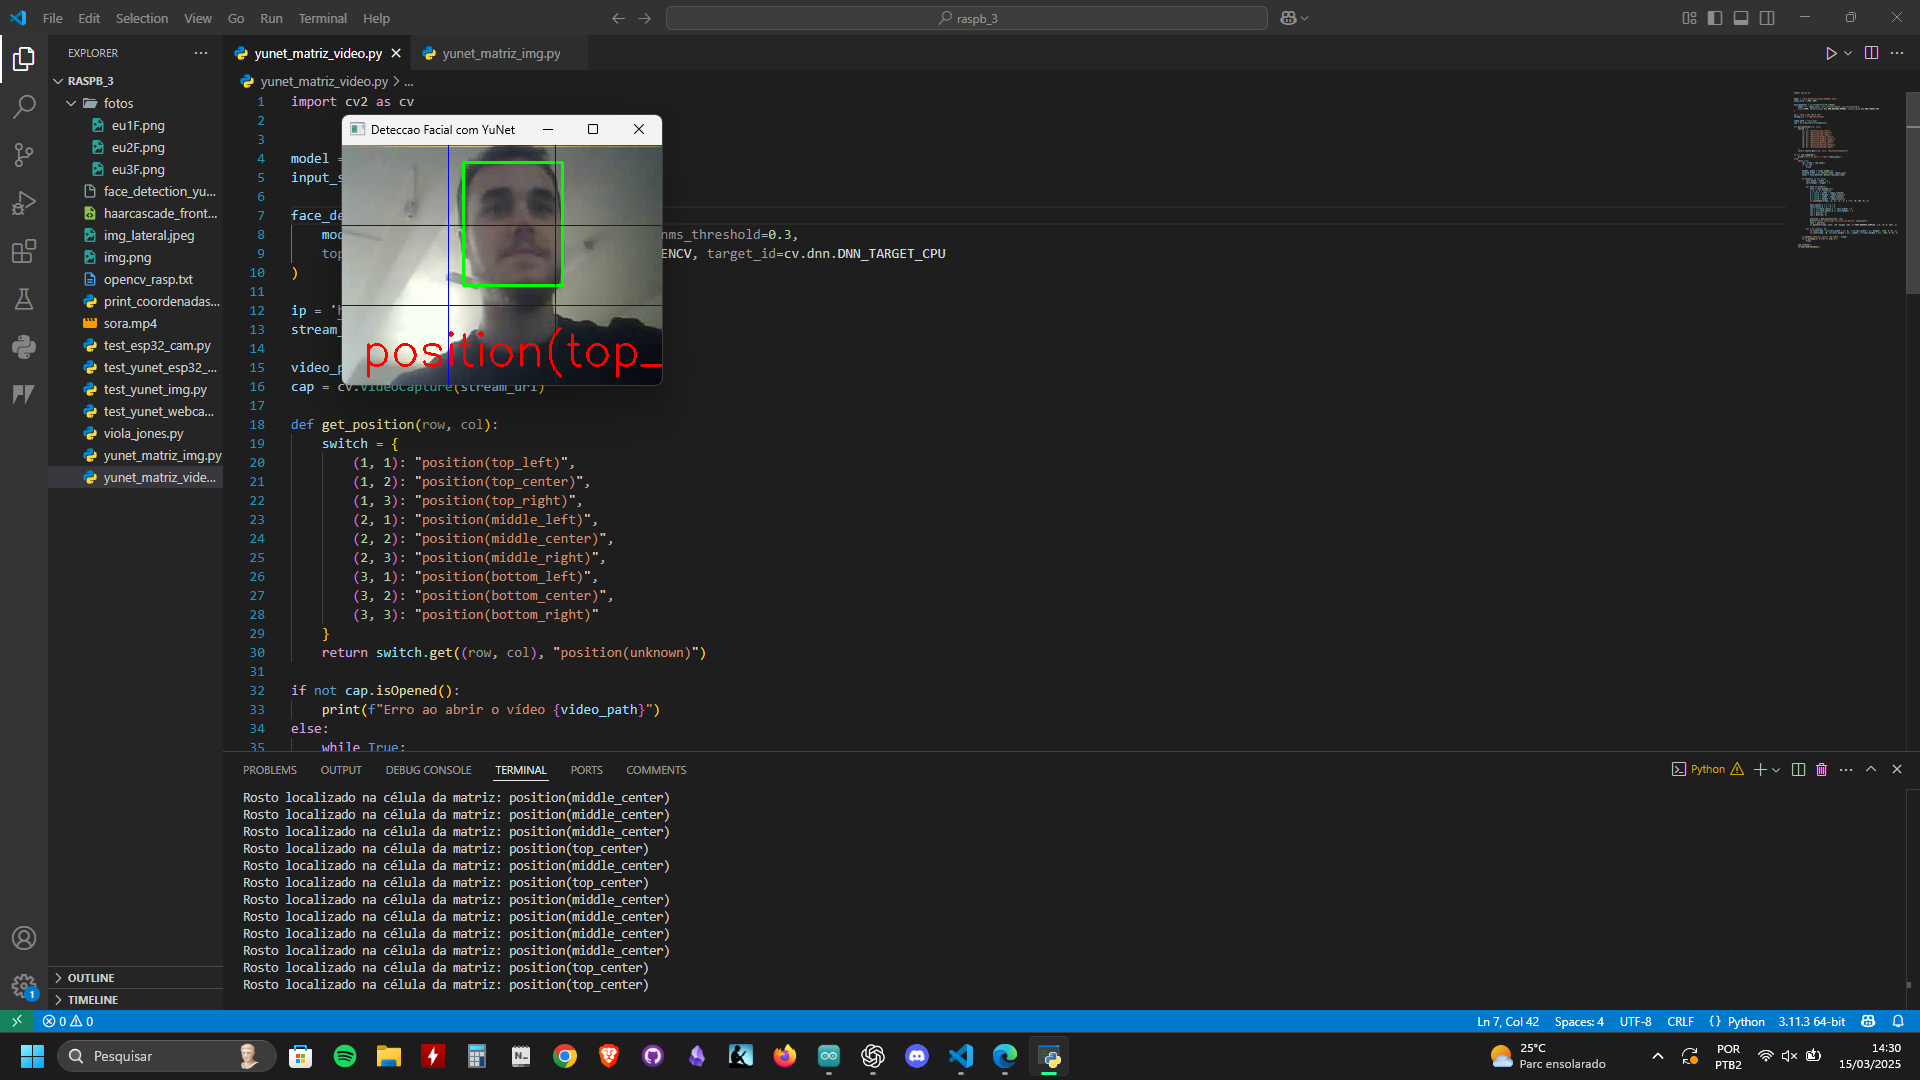 File Edit Selection View Go Run Terminal Help
raspb_3
EXPLORER
RASPB_3
fotos
eu1F.png
eu2F.png
eu3F.png
face_detection_yu...
haarcascade_front...
img_lateral.jpeg
img.png
opencv_rasp.txt
print_coordenadas...
sora.mp4
test_esp32_cam.py
test_yunet_esp32_...
test_yunet_img.py
test_yunet_webca...
viola_jones.py
yunet_matriz_img.py
yunet_matriz_vide...
OUTLINE
TIMELINE
yunet_matriz_video.py
yunet_matriz_img.py
yunet_matriz_video.py > ...
1 import cv2 as cv
2
3
4 model =
5 input_s
6
7 face_de
8 mod nms_threshold=0.3,
9 top ENCV, target_id=cv.dnn.DNN_TARGET_CPU
10 )
11
12 ip = 'h
13 stream_
14
15 video_p
16 cap = cv.VideoCapture(stream_url)
17
18 def get_position(row, col):
19 switch = {
20 (1, 1): "position(top_left)",
21 (1, 2): "position(top_center)",
22 (1, 3): "position(top_right)",
23 (2, 1): "position(middle_left)",
24 (2, 2): "position(middle_center)",
25 (2, 3): "position(middle_right)",
26 (3, 1): "position(bottom_left)",
27 (3, 2): "position(bottom_center)",
28 (3, 3): "position(bottom_right)"
29 }
30 return switch.get((row, col), "position(unknown)")
31
32 if not cap.isOpened():
33 print(f"Erro ao abrir o vídeo {video_path}")
34 else:
35 while True:
Deteccao Facial com YuNet
position(top_
PROBLEMS OUTPUT DEBUG CONSOLE TERMINAL PORTS COMMENTS
Python
Rosto localizado na célula da matriz: position(middle_center)
Rosto localizado na célula da matriz: position(middle_center)
Rosto localizado na célula da matriz: position(middle_center)
Rosto localizado na célula da matriz: position(top_center)
Rosto localizado na célula da matriz: position(middle_center)
Rosto localizado na célula da matriz: position(top_center)
Rosto localizado na célula da matriz: position(middle_center)
Rosto localizado na célula da matriz: position(middle_center)
Rosto localizado na célula da matriz: position(middle_center)
Rosto localizado na célula da matriz: position(middle_center)
Rosto localizado na célula da matriz: position(top_center)
Rosto localizado na célula da matriz: position(top_center)
1
0 0
Ln 7, Col 42 Spaces: 4 UTF-8 CRLF {} Python 3.11.3 64-bit
Pesquisar
25°C
Parc ensolarado
POR
PTB2
14:30
15/03/2025